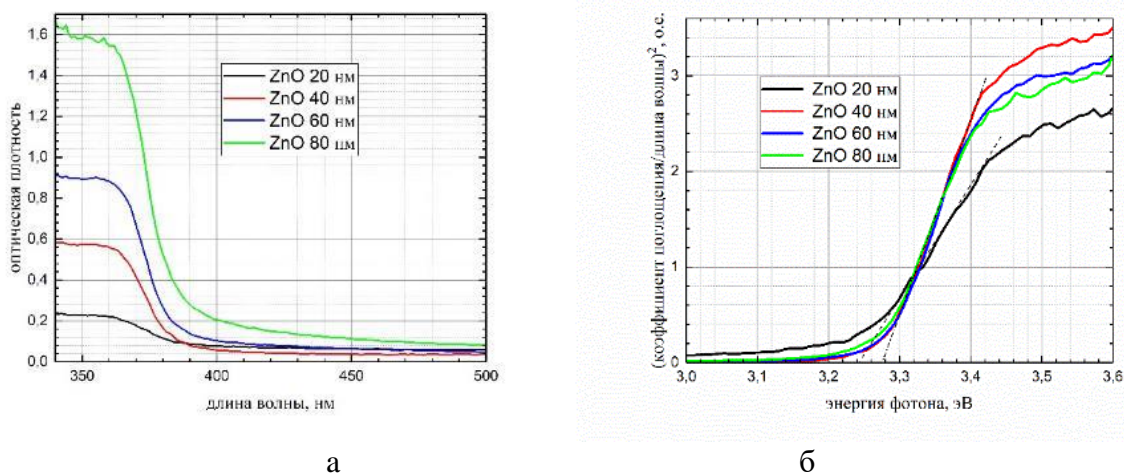 1.6
1.4
1.2
1.0
0.8
0.6
0.4
0.2
0.0
оптическая плотность
ZnO 20 нм
ZnO 40 нм
ZnO 60 нм
ZnO 80 нм
350 400 450 500
длина волны, нм
а
(коэффициент поглощения/длина волны)², о.е.
3
2
1
0
ZnO 20 нм
ZnO 40 нм
ZnO 60 нм
ZnO 80 нм
3,0 3,1 3,2 3,3 3,4 3,5 3,6
энергия фотона, эВ
б